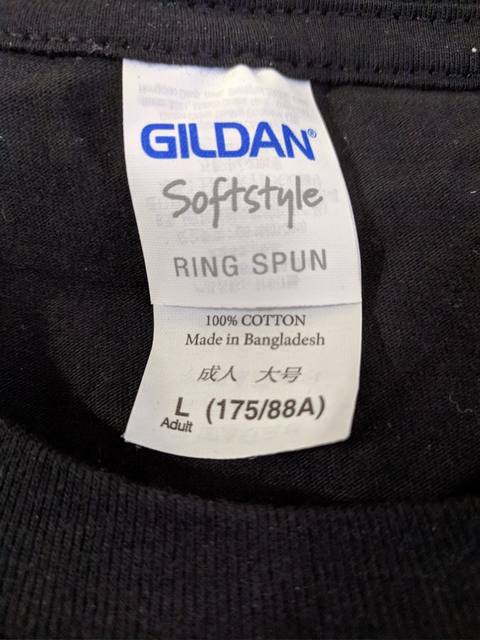 GILDAN®
Softstyle
RING SPUN
100% COTTON
Made in Bangladesh
成人 大号
L (175/88A)
Adult